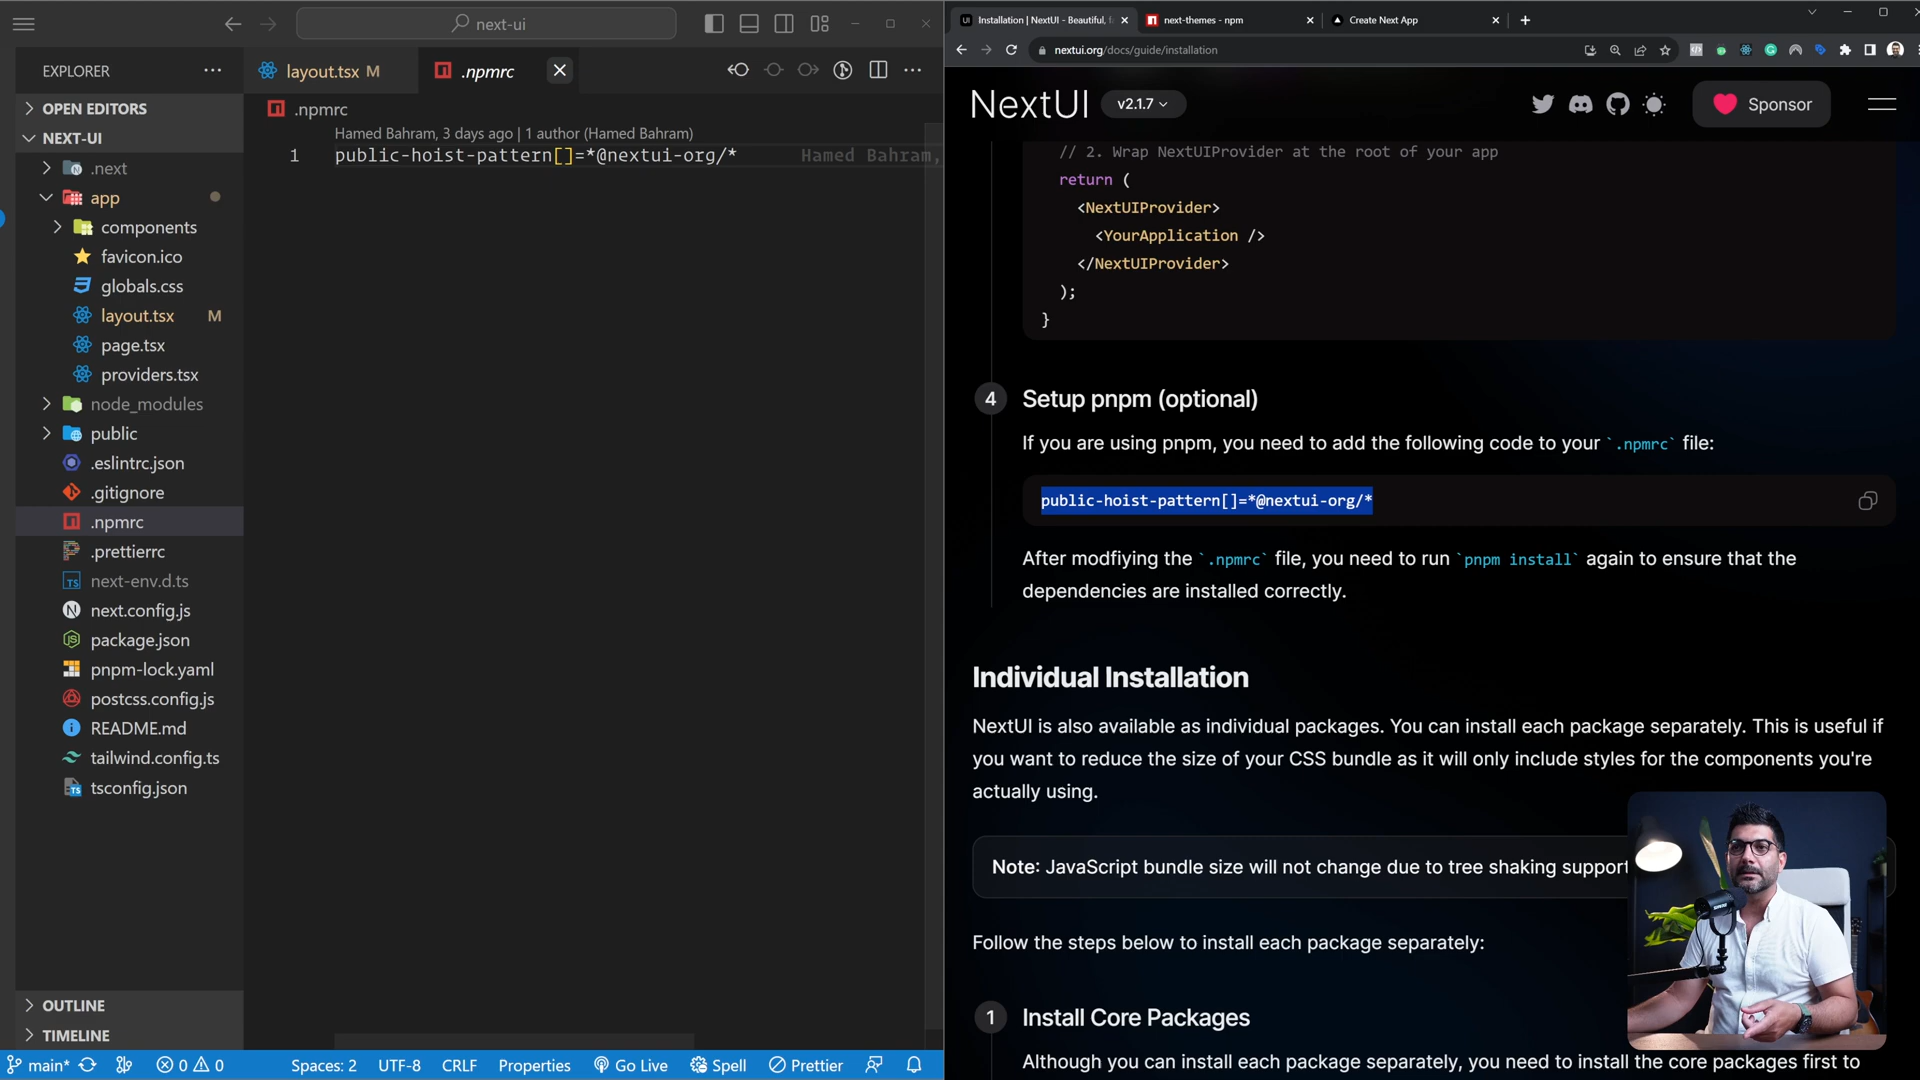 next-ui
EXPLORER
OPEN EDITORS
NEXT-UI
.next
app
components
favicon.ico
globals.css
layout.tsx M
page.tsx
providers.tsx
node_modules
public
.eslintrc.json
.gitignore
.npmrc
.prettierrc
next-env.d.ts
next.config.js
package.json
pnpm-lock.yaml
postcss.config.js
README.md
tailwind.config.ts
tsconfig.json
OUTLINE
TIMELINE
layout.tsx M
.npmrc
.npmrc
Hamed Bahram, 3 days ago | 1 author (Hamed Bahram)
1 public-hoist-pattern[]=*@nextui-org/* Hamed Bahram,
main* 0 0 Spaces: 2 UTF-8 CRLF Properties Go Live Spell Prettier
Installation | NextUI - Beautiful, f
next-themes - npm
Create Next App
nextui.org/docs/guide/installation
NextUI v2.1.7 Sponsor
// 2. Wrap NextUIProvider at the root of your app
return (
<NextUIProvider>
<YourApplication />
</NextUIProvider>
);
}
4 Setup pnpm (optional)
If you are using pnpm, you need to add the following code to your `.npmrc` file:
public-hoist-pattern[]=*@nextui-org/*
After modfiying the `.npmrc` file, you need to run `pnpm install` again to ensure that the
dependencies are installed correctly.
Individual Installation
NextUI is also available as individual packages. You can install each package separately. This is useful if
you want to reduce the size of your CSS bundle as it will only include styles for the components you're
actually using.
Note: JavaScript bundle size will not change due to tree shaking support
Follow the steps below to install each package separately:
1 Install Core Packages
Although you can install each package separately, you need to install the core packages first to